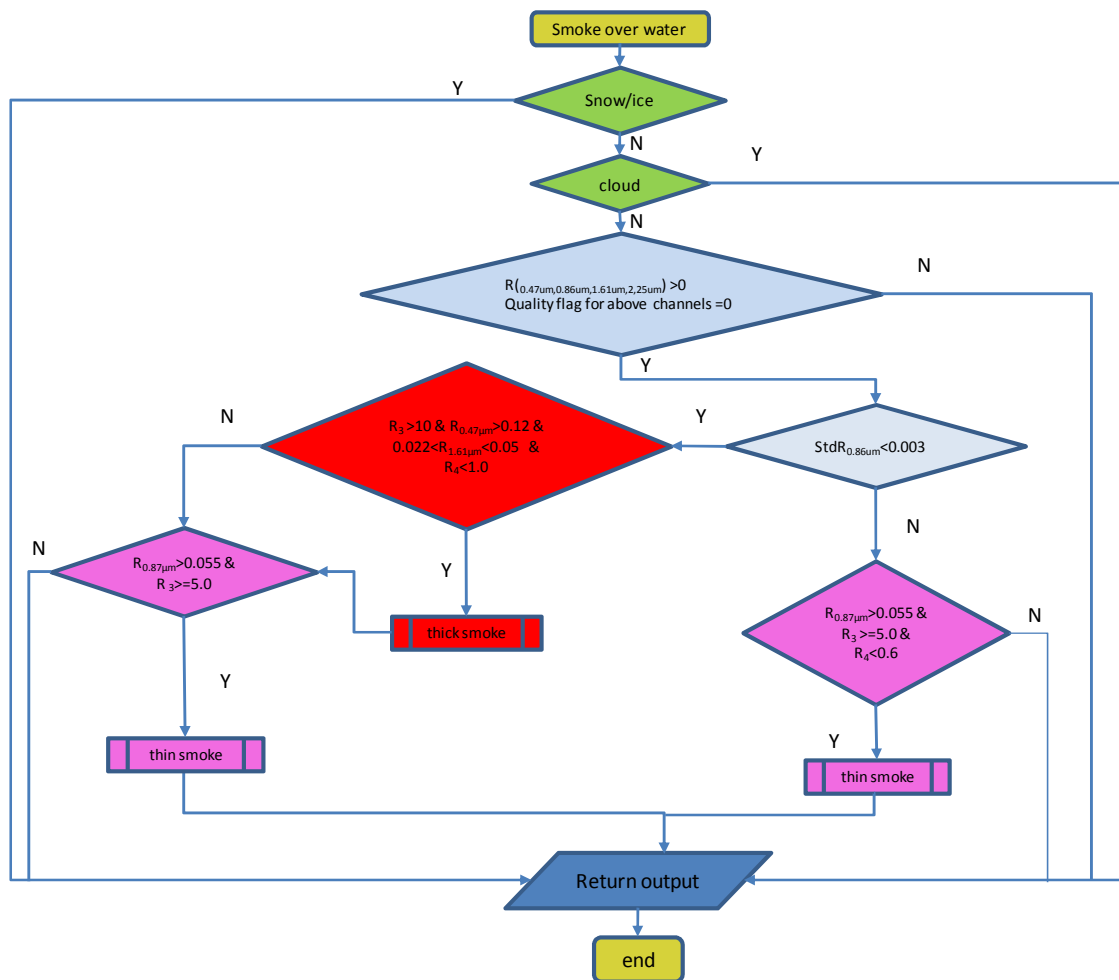 Smoke over water
Y
Snow/ice
N
Y
cloud
N
N
R(0.47um,0.86um,1.61um,2,25um) >0
Quality flag for above channels =0
Y
N
Y
R3 >10 & R0.47µm>0.12 &
0.022<R1.61µm<0.05 &
R4<1.0
StdR0.86um<0.003
N
N
R0.87µm>0.055 &
R 3>=5.0
Y
thick smoke
R0.87µm>0.055 &
R3 >=5.0 &
R4<0.6
N
Y
thin smoke
Y
thin smoke
Return output
end